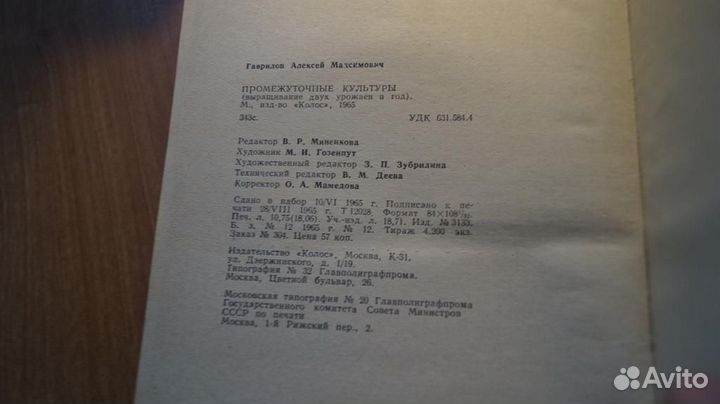 Гаврилов Алексей Максимович
ПРОМЕЖУТОЧНЫЕ КУЛЬТУРЫ
(выращивание двух урожаев в год).
М., изд-во «Колос», 1965
343с. УДК 631.584.4
Редактор В. Р. Миненкова
Художник М. И. Гозенпут
Художественный редактор З. П. Зубрилина
Технический редактор В. М. Деева
Корректор О. А. Мамедова
Сдано в набор 10/VI 1965 г. Подписано к пе-
чати 28/VIII 1965 г. Т 12028. Формат 84×108¹/₃₂.
Печ. л. 10,75(18,06). Уч.-изд. л. 18,71. Изд. № 3133.
Б. з. № 12 1965 г. № 12. Тираж 4.200 экз.
Заказ № 304. Цена 57 коп.
Издательство «Колос», Москва, К-31,
ул. Дзержинского, д. 1/19.
Типография № 32 Главполиграфпрома.
Москва, Цветной бульвар, 26.
Московская типография № 20 Главполиграфпрома
Государственного комитета Совета Министров
СССР по печати
Москва, 1-й Рижский пер., 2.
Avito